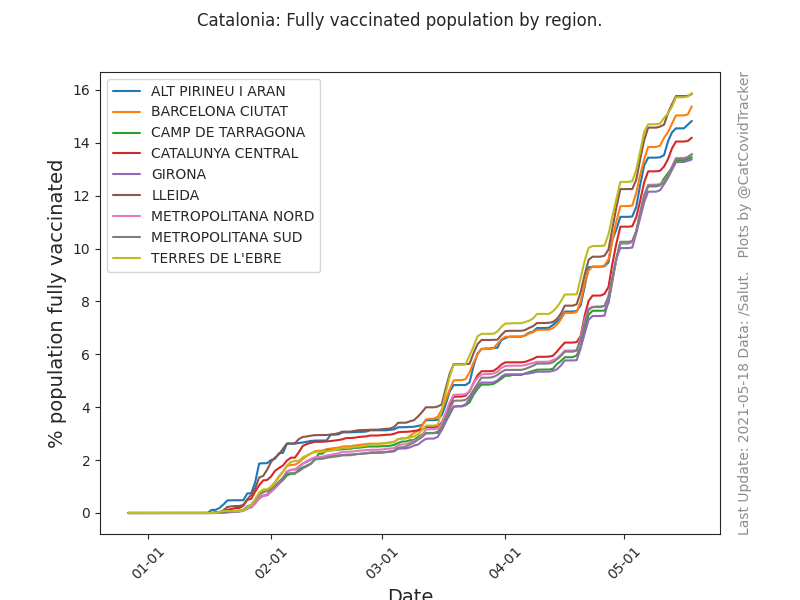 Catalonia: Fully vaccinated population by region.
ALT PIRINEU I ARAN
BARCELONA CIUTAT
CAMP DE TARRAGONA
CATALUNYA CENTRAL
GIRONA
LLEIDA
METROPOLITANA NORD
METROPOLITANA SUD
TERRES DE L'EBRE
% population fully vaccinated
16
14
12
10
8
6
4
2
0
01-01
02-01
03-01
04-01
05-01
Date
Last Update: 2021-05-18 Data: /Salut. Plots by @CatCovidTracker